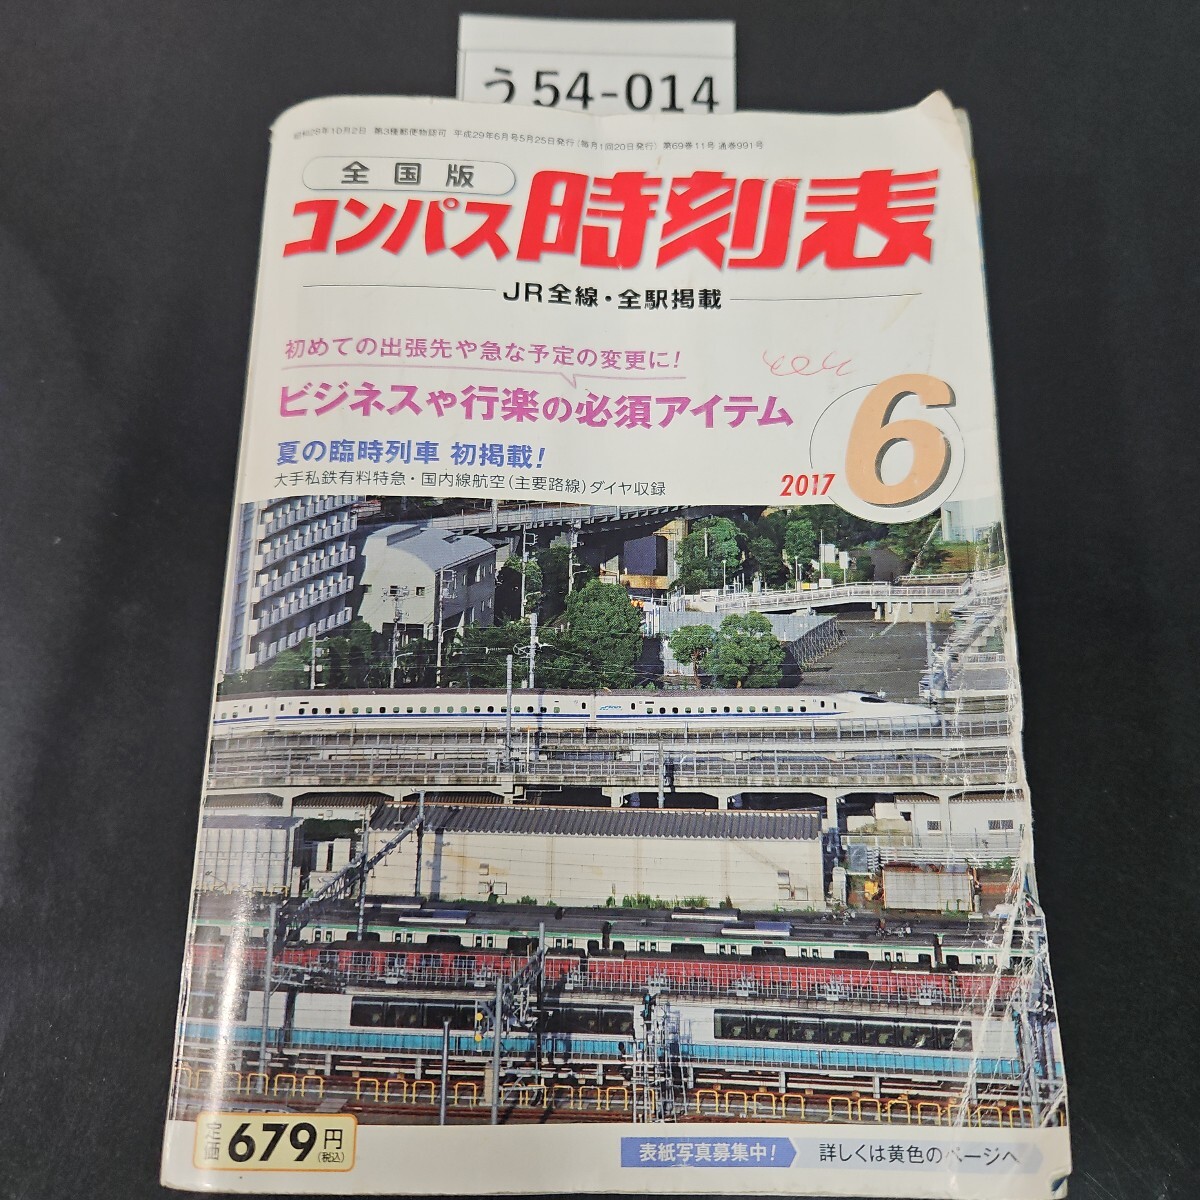 う54-014
昭和28年10月2日 第3種郵便物認可 平成29年6月号5月25日発行(毎月1回20日発行) 第69巻11号 通巻991号
全国版
コンパス時刻表
JR全線・全駅掲載
初めての出張先や急な予定の変更に!
ビジネスや行楽の必須アイテム
夏の臨時列車 初掲載!
大手私鉄有料特急・国内線航空(主要路線)ダイヤ収録
2017 6
定価 679円(税込)
表紙写真募集中! 詳しくは黄色のページへ